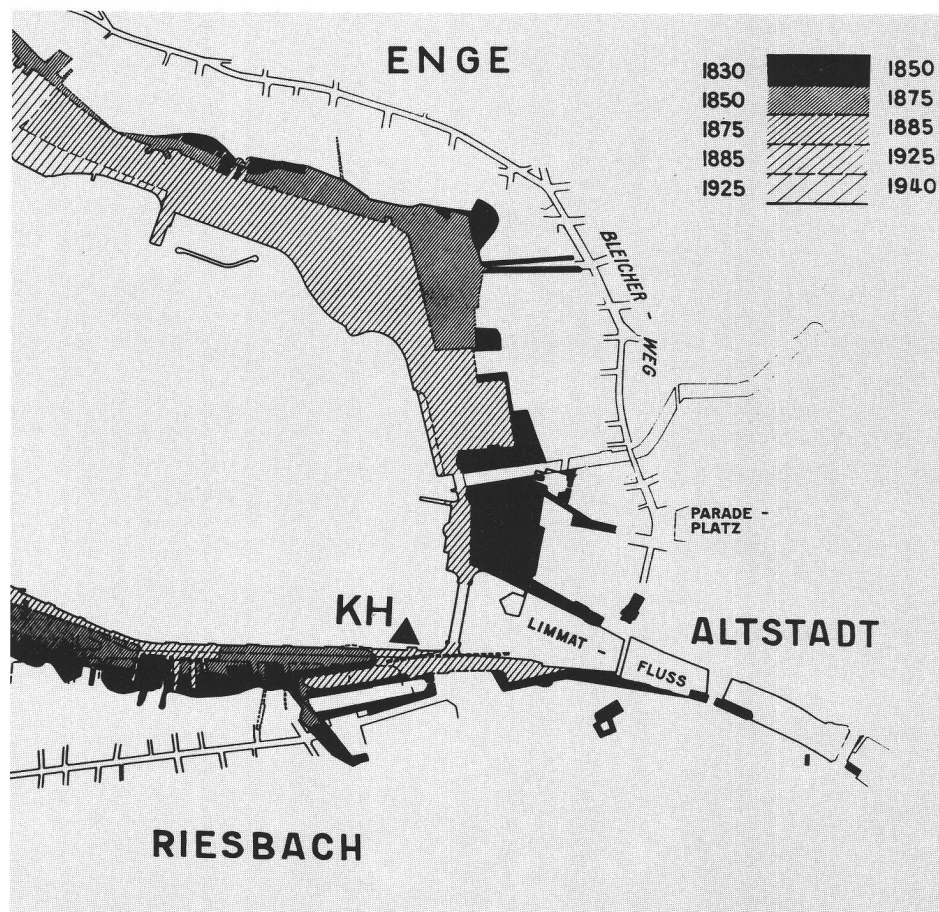 ENGE
1830 1850
1850 1875
1875 1885
1885 1925
1925 1940
BLEICHER -
WEG
PARADE -
PLATZ
KH
LIMMAT -
FLUSS
ALTSTADT
RIESBACH